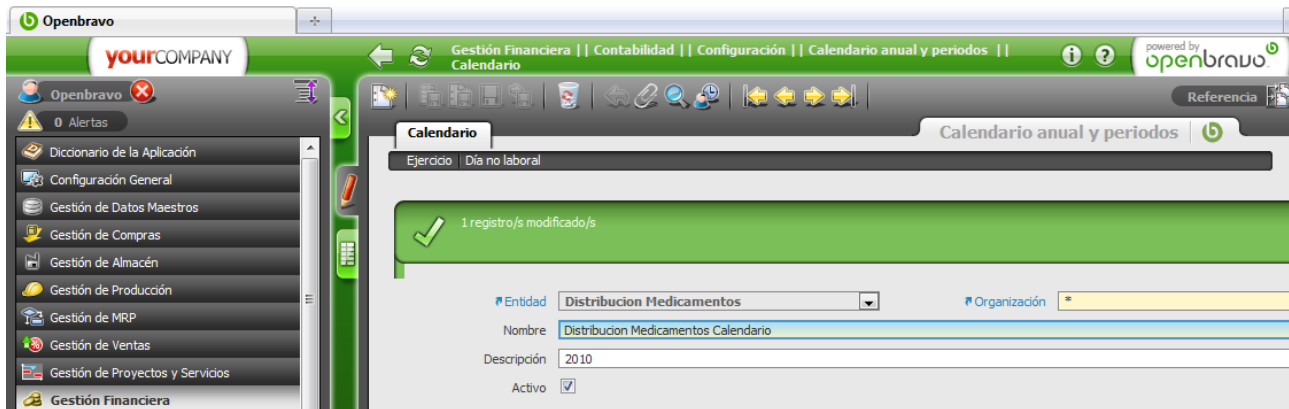 Openbravo
yourCOMPANY
Gestión Financiera || Contabilidad || Configuración || Calendario anual y periodos ||
Calendario
powered by
openbravo
Openbravo
Referencia
0 Alertas
Calendario
Calendario anual y periodos
Diccionario de la Aplicación
Ejercicio | Día no laboral
Configuración General
Gestión de Datos Maestros
1 registro/s modificado/s
Gestión de Compras
Gestión de Almacén
Gestión de Producción
Entidad Distribucion Medicamentos Organización *
Gestión de MRP
Nombre Distribucion Medicamentos Calendario
Gestión de Ventas
Descripción 2010
Gestión de Proyectos y Servicios
Activo
Gestión Financiera